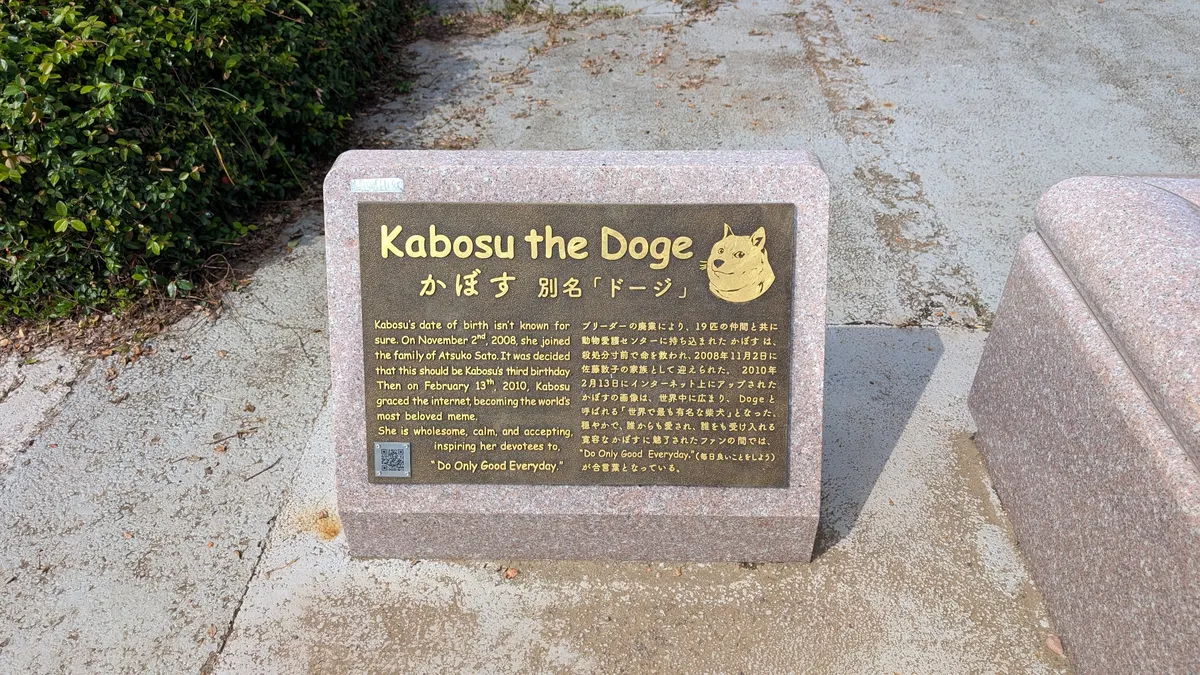 Kabosu the Doge
かぼす 別名「ドージ」
Kabosu's date of birth isn't known for
sure. On November 2nd, 2008, she joined
the family of Atsuko Sato. It was decided
that this should be Kabosu's third birthday.
Then on February 13th, 2010, Kabosu
graced the internet, becoming the world's
most beloved meme.
She is wholesome, calm, and accepting,
inspiring her devotees to,
"Do Only Good Everyday."
ブリーダーの廃業により、19匹の仲間と共に
動物愛護センターに持ち込まれた かぼす は、
殺処分寸前で命を救われ、2008年11月2日に
佐藤敦子の家族として迎えられた。 2010年
2月13日にインターネット上にアップされた
かぼすの画像は、世界中に広まり、 Dogeと
呼ばれる「世界で最も有名な柴犬」となった。
穏やかで、誰からも愛され、誰をも受け入れる
寛容なかぼすに魅了されたファンの間では、
"Do Only Good Everyday."(毎日良いことをしよう)
が合言葉となっている。